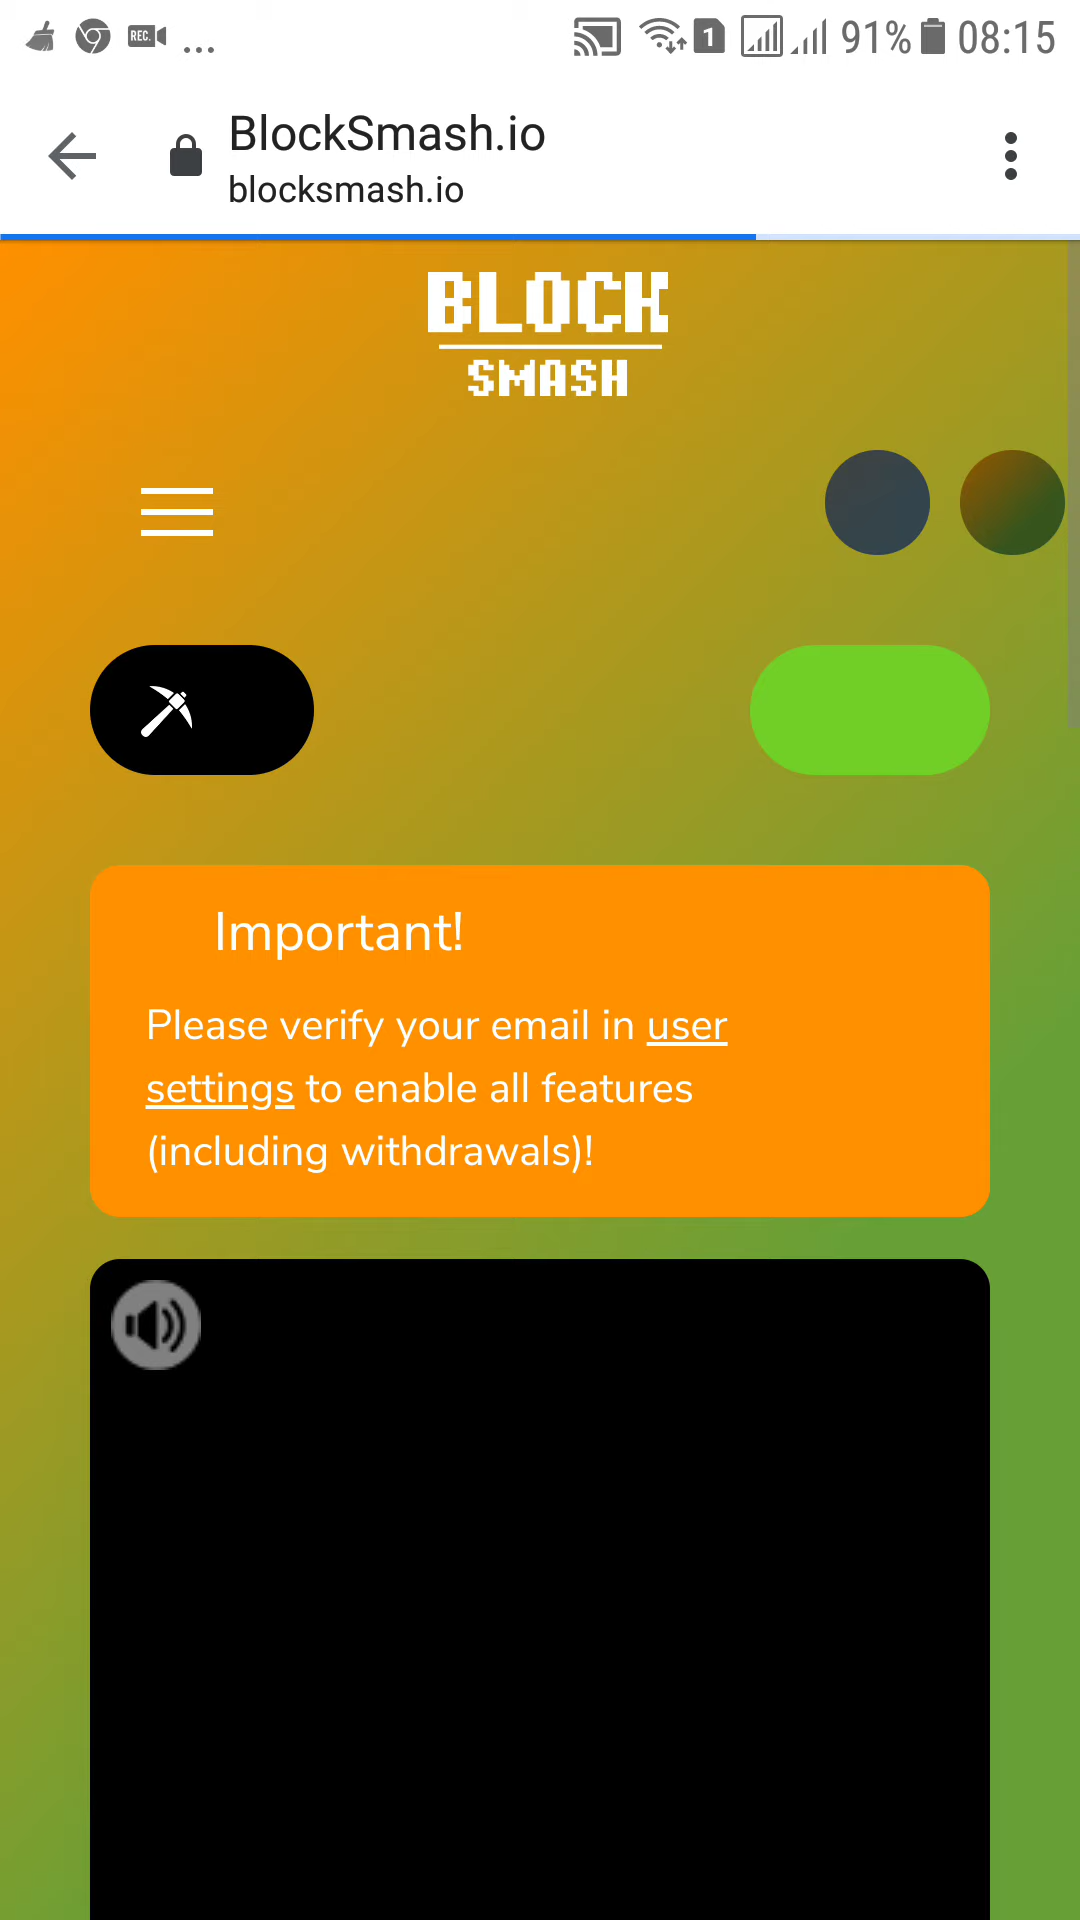 REC. ... 1 91% 08:15
BlockSmash.io
blocksmash.io
BLOCK
SMASH
Important!
Please verify your email in user
settings to enable all features
(including withdrawals)!